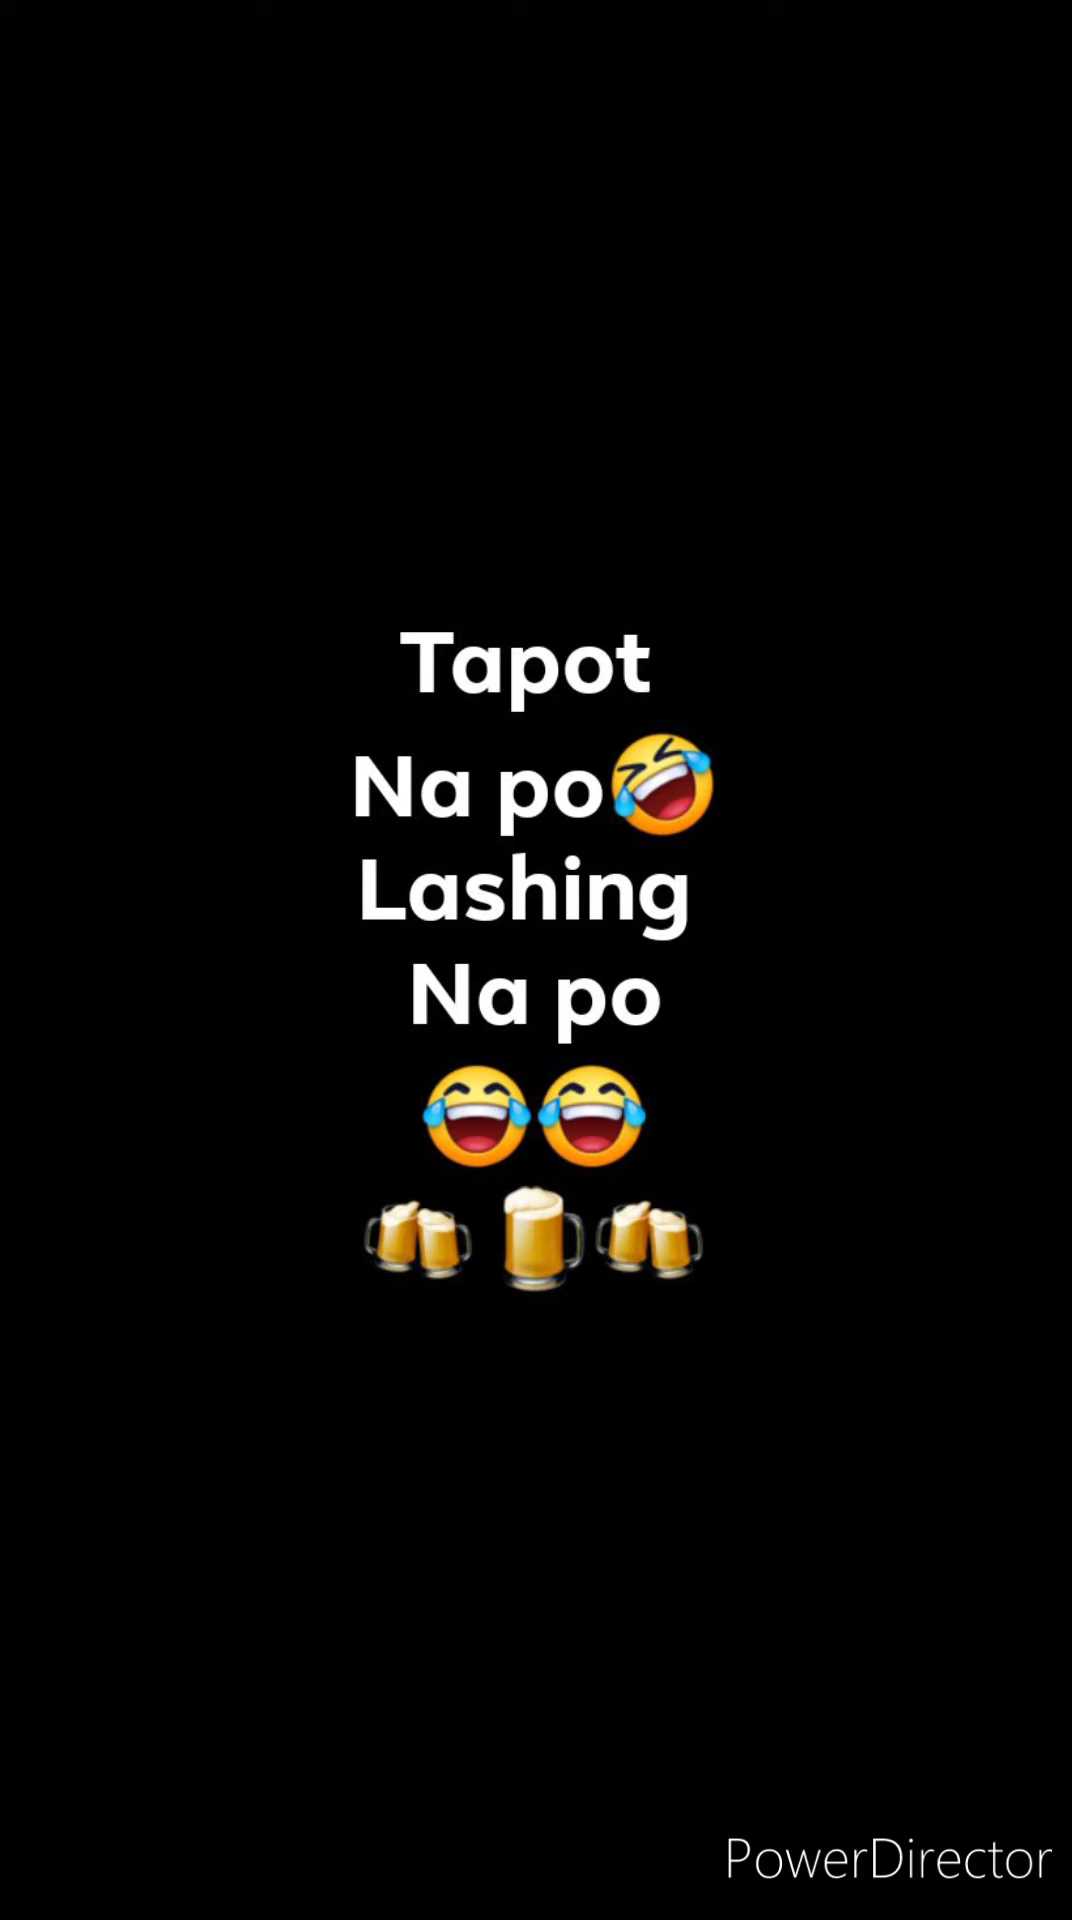 Tapot
Na po🤣
Lashing
Na po
😂😂
🍻🍺🍻
PowerDirector